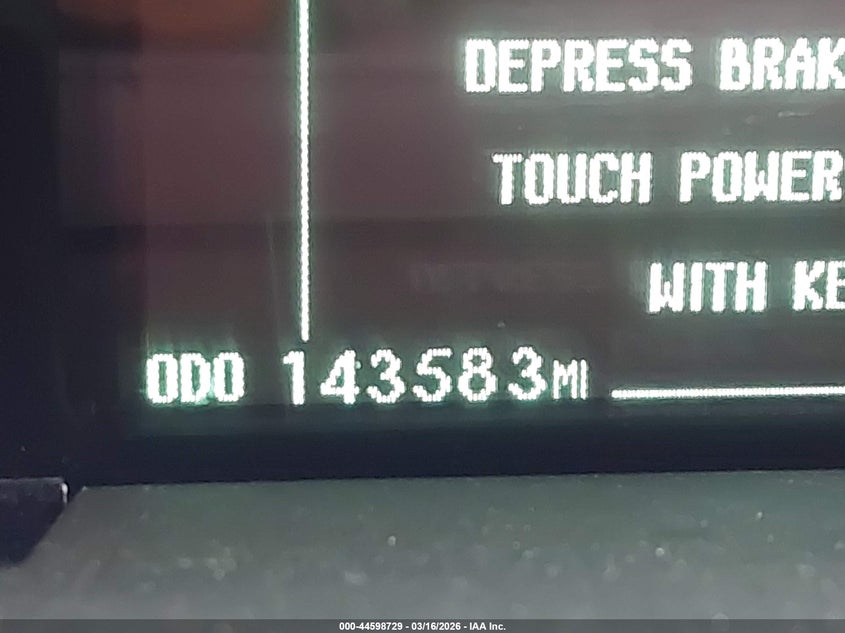 DEPRESS BRAK
TOUCH POWER
WITH KE
ODO 143583MI
000-44598729 - 03/16/2026 - IAA Inc.